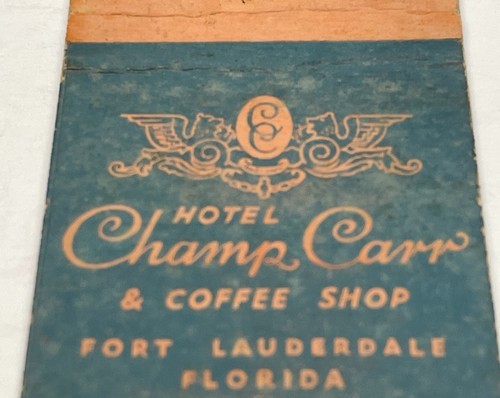 CC
HOTEL
Champ Carr
& COFFEE SHOP
FORT LAUDERDALE
FLORIDA